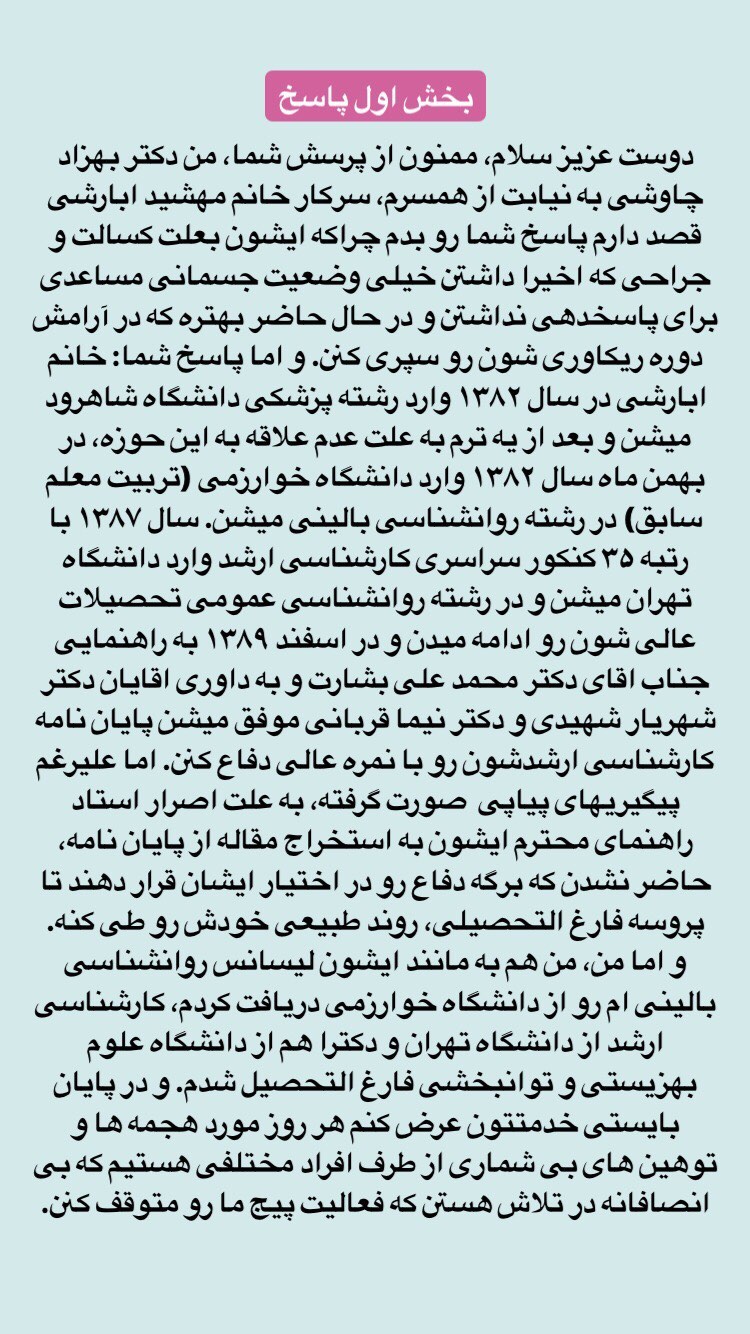 بخش اول پاسخ
دوست عزیز سلام، ممنون از پرسش شما، من دکتر بهزاد
چاوشی به نیابت از همسرم، سرکار خانم مهشید ابارشی
قصد دارم پاسخ شما رو بدم چراکه ایشون بعلت کسالت و
جراحی که اخیرا داشتن خیلی وضعیت جسمانی مساعدی
برای پاسخدهی نداشتن و در حال حاضر بهتره که در آرامش
دوره ریکاوری شون رو سپری کنن. و اما پاسخ شما: خانم
ابارشی در سال ۱۳۸۲ وارد رشته پزشکی دانشگاه شاهرود
میشن و بعد از یه ترم به علت عدم علاقه به این حوزه، در
بهمن ماه سال ۱۳۸۲ وارد دانشگاه خوارزمی (تربیت معلم
سابق) در رشته روانشناسی بالینی میشن. سال ۱۳۸۷ با
رتبه ۳۵ کنکور سراسری کارشناسی ارشد وارد دانشگاه
تهران میشن و در رشته روانشناسی عمومی تحصیلات
عالی شون رو ادامه میدن و در اسفند ۱۳۸۹ به راهنمایی
جناب اقای دکتر محمد علی بشارت و به داوری اقایان دکتر
شهریار شهیدی و دکتر نیما قربانی موفق میشن پایان نامه
کارشناسی ارشدشون رو با نمره عالی دفاع کنن. اما علیرغم
پیگیریهای پیاپی صورت گرفته، به علت اصرار استاد
راهنمای محترم ایشون به استخراج مقاله از پایان نامه،
حاضر نشدن که برگه دفاع رو در اختیار ایشان قرار دهند تا
پروسه فارغ التحصیلی، روند طبیعی خودش رو طی کنه.
و اما من، من هم به مانند ایشون لیسانس روانشناسی
بالینی ام رو از دانشگاه خوارزمی دریافت کردم، کارشناسی
ارشد از دانشگاه تهران و دکترا هم از دانشگاه علوم
بهزیستی و توانبخشی فارغ التحصیل شدم. و در پایان
بایستی خدمتتون عرض کنم هر روز مورد هجمه ها و
توهین های بی شماری از طرف افراد مختلفی هستیم که بی
انصافانه در تلاش هستن که فعالیت پیج ما رو متوقف کنن.